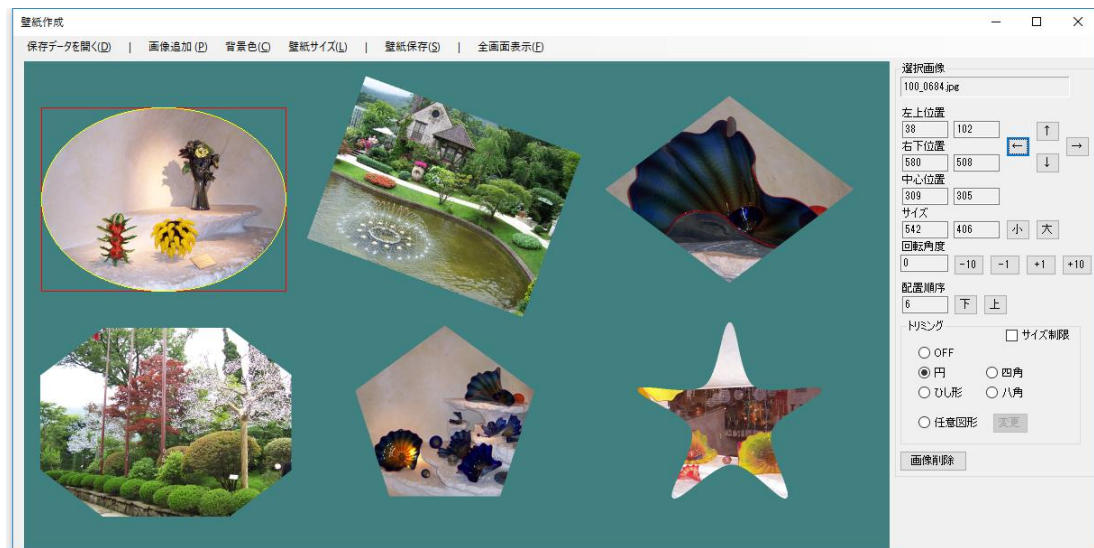 壁紙作成
保存データを開く(D) | 画像追加(P) 背景色(C) 壁紙サイズ(L) | 壁紙保存(S) | 全画面表示(F)
選択画像
100_0684.jpg
左上位置
38 102 ↑
← →
右下位置
580 508 ↓
中心位置
309 305
サイズ
542 406 小 大
回転角度
0 -10 -1 +1 +10
配置順序
6 下 上
トリミング
サイズ制限
OFF
円 四角
ひし形 八角
任意図形 変更
画像削除